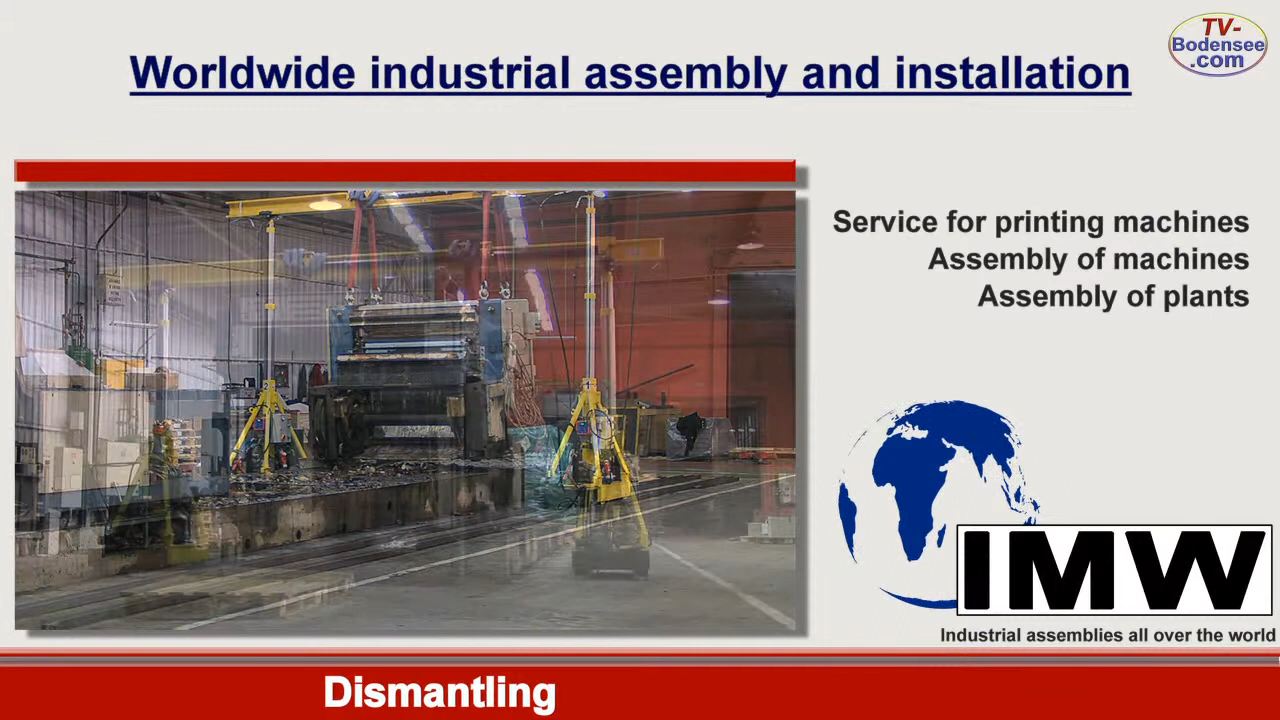 TV-
Bodensee
.com
Worldwide industrial assembly and installation
Service for printing machines
Assembly of machines
Assembly of plants
IMW
Industrial assemblies all over the world
Dismantling